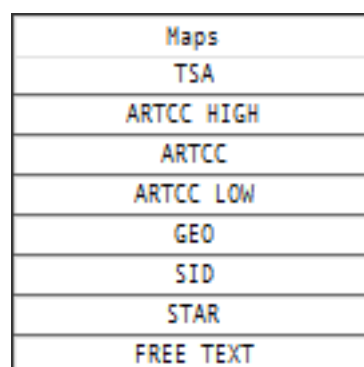 Maps
TSA
ARTCC HIGH
ARTCC
ARTCC LOW
GEO
SID
STAR
FREE TEXT